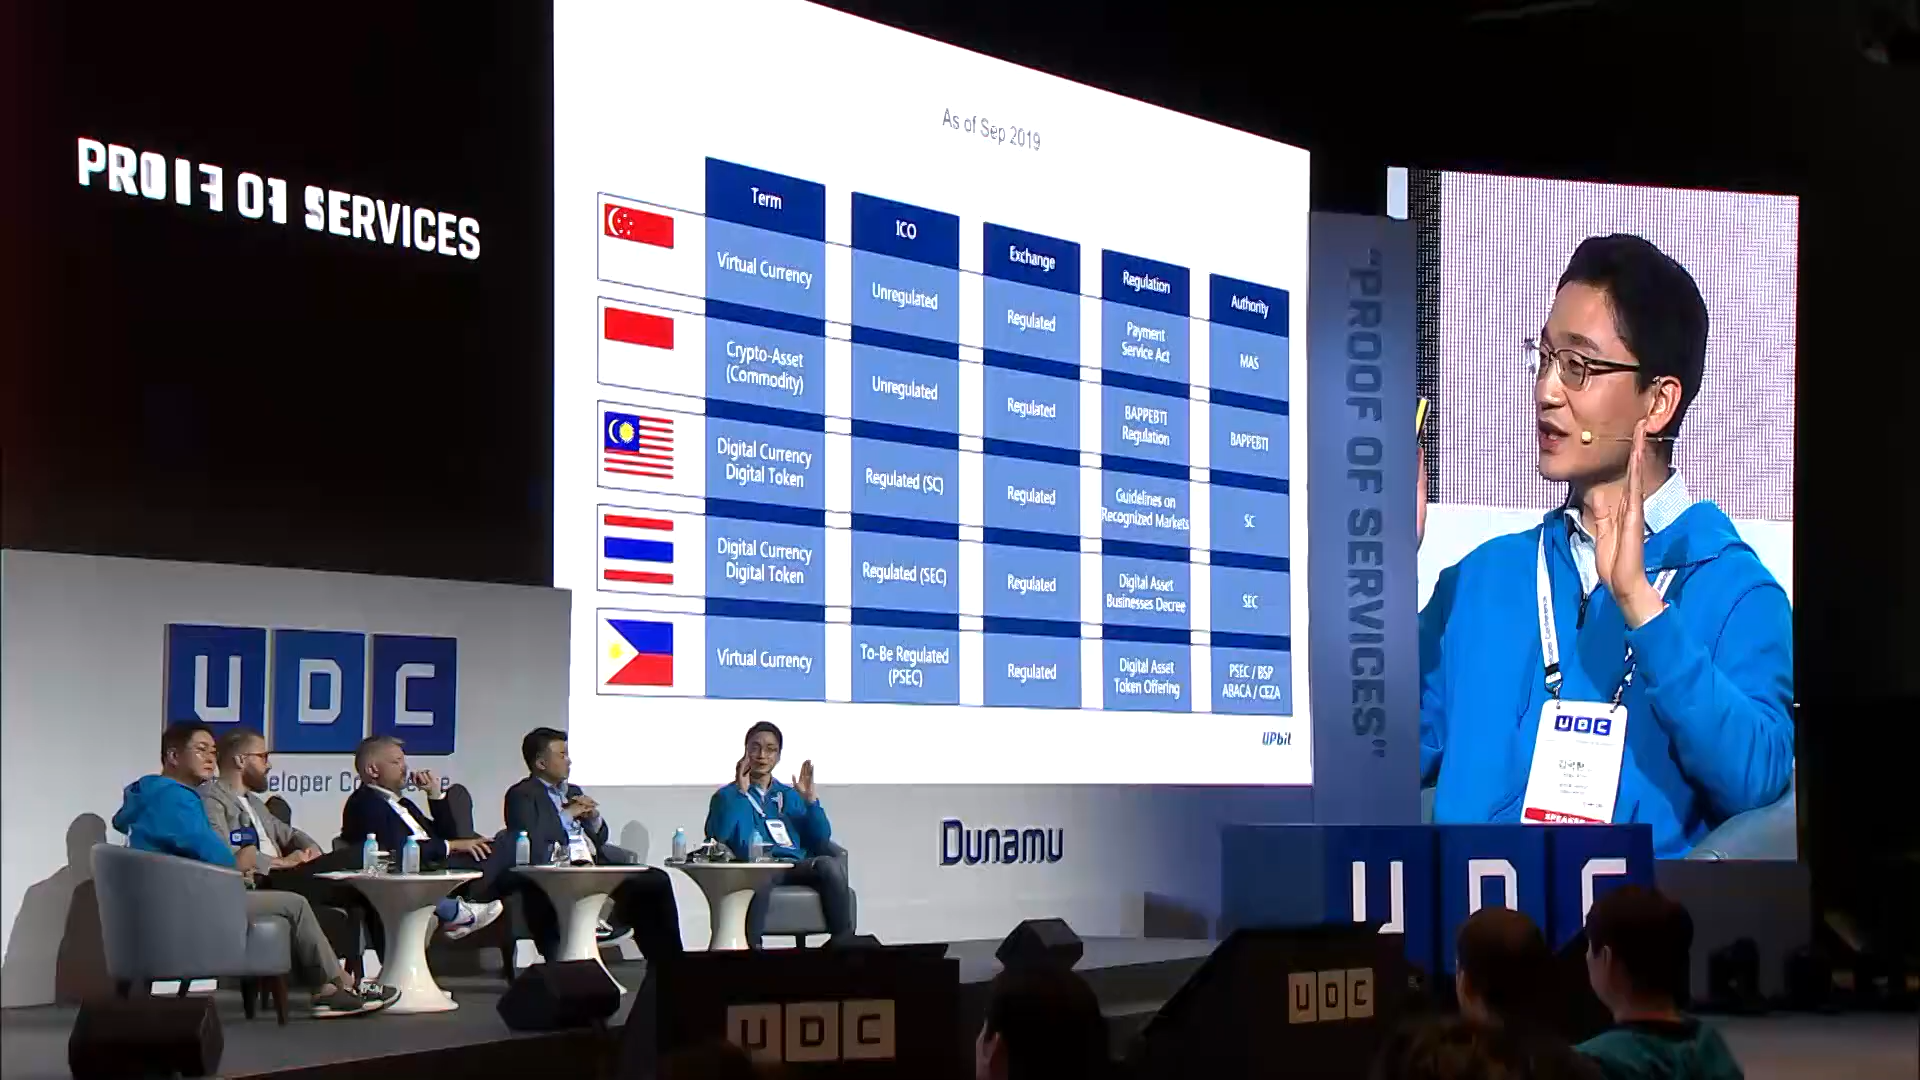 PROOF OF SERVICES
As of Sep 2019
Term
ICO
Exchange
Regulation
Authority
Virtual Currency
Unregulated
Regulated
Payment
Service Act
MAS
Crypto-Asset
(Commodity)
Unregulated
Regulated
BAPPEBTI
Regulation
BAPPEBTI
Digital Currency
Digital Token
Regulated (SC)
Regulated
Guidelines on
Recognized Markets
SC
Digital Currency
Digital Token
Regulated (SEC)
Regulated
Digital Asset
Businesses Decree
SEC
Virtual Currency
To-Be Regulated
(PSEC)
Regulated
Digital Asset
Token Offering
PSEC / BSP
ABACA / CEZA
UPbit
"PROOF OF SERVICES"
UDC
SPEAKER
UDC
Dunamu
UDC
UDC
UDC